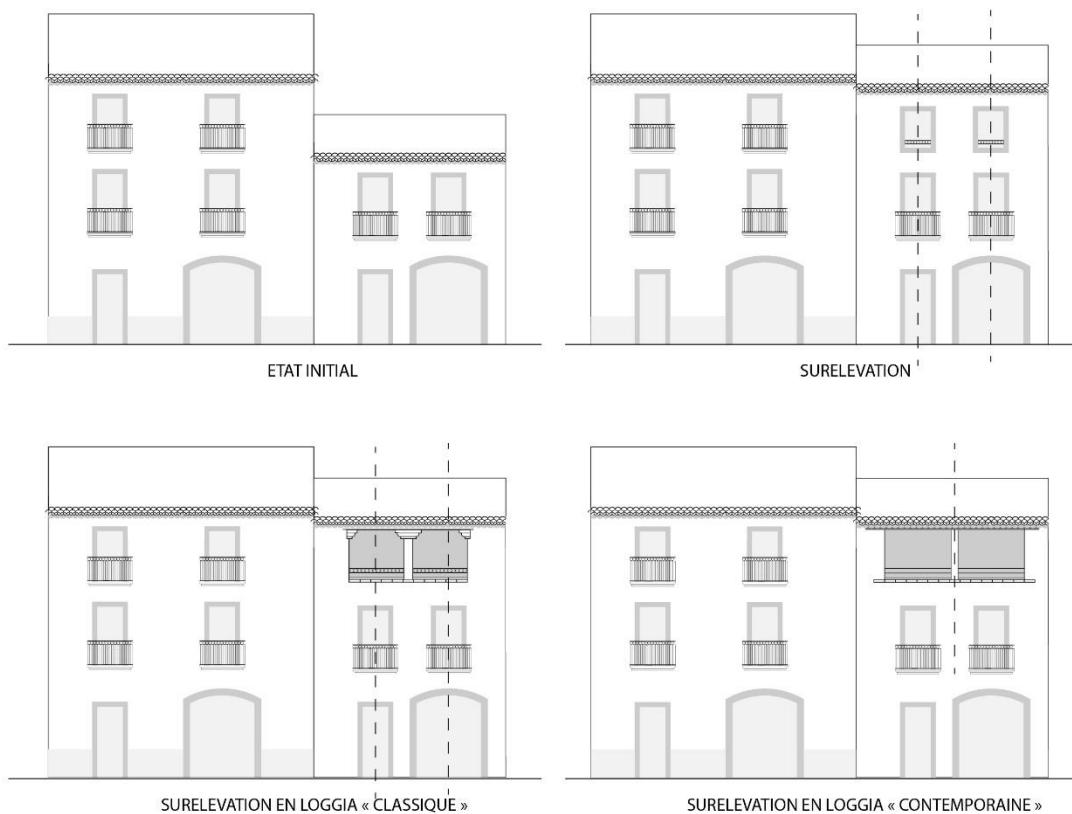 ETAT INITIAL
SURELEVATION
SURELEVATION EN LOGGIA « CLASSIQUE »
SURELEVATION EN LOGGIA « CONTEMPORAINE »